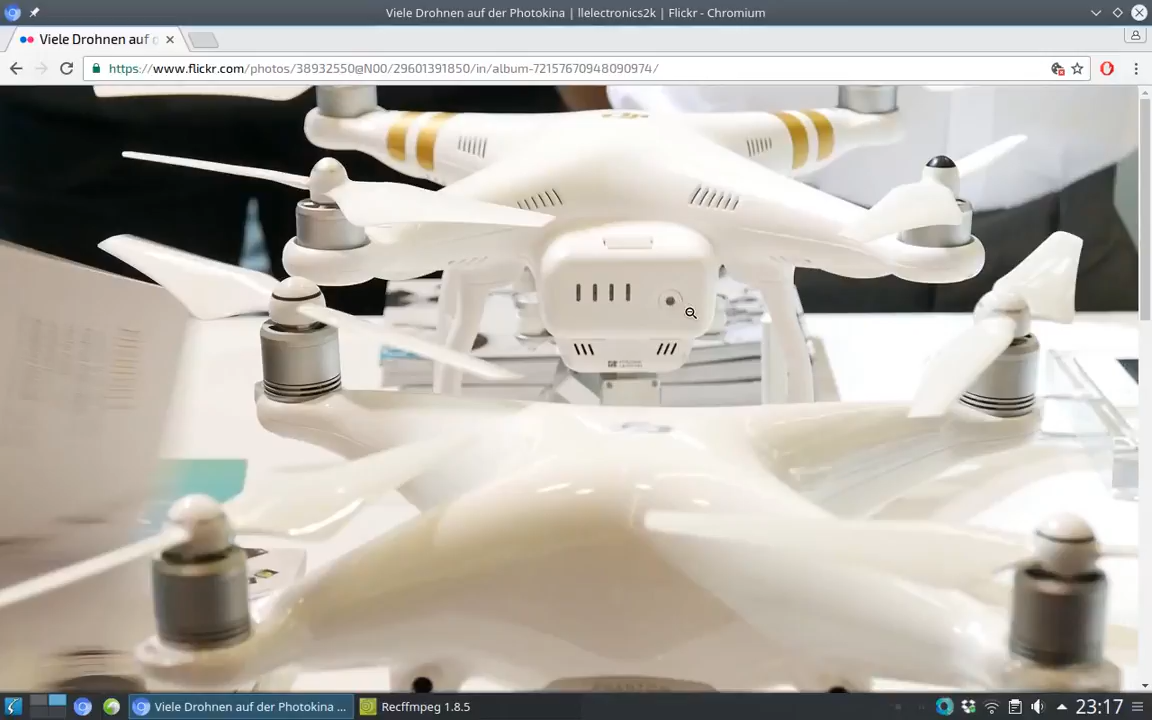 Viele Drohnen auf der Photokina | llelectronics2k | Flickr - Chromium
Viele Drohnen auf
https://www.flickr.com/photos/38932550@N00/29601391850/in/album-72157670948090974/
Viele Drohnen auf der Photokina ...
Recffmpeg 1.8.5
23:17